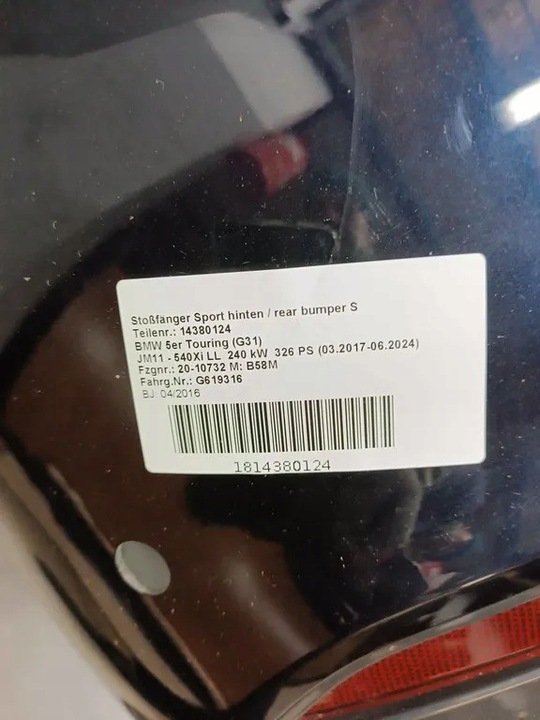 Stoßfänger Sport hinten / rear bumper S
Teilenr.: 14380124
BMW 5er Touring (G31)
JM11 - 540Xi LL 240 kW 326 PS (03.2017-06.2024)
Fzgnr.: 20-10732 M: B58M
Fahrg.Nr.: G619316
BJ: 04/2016
1814380124